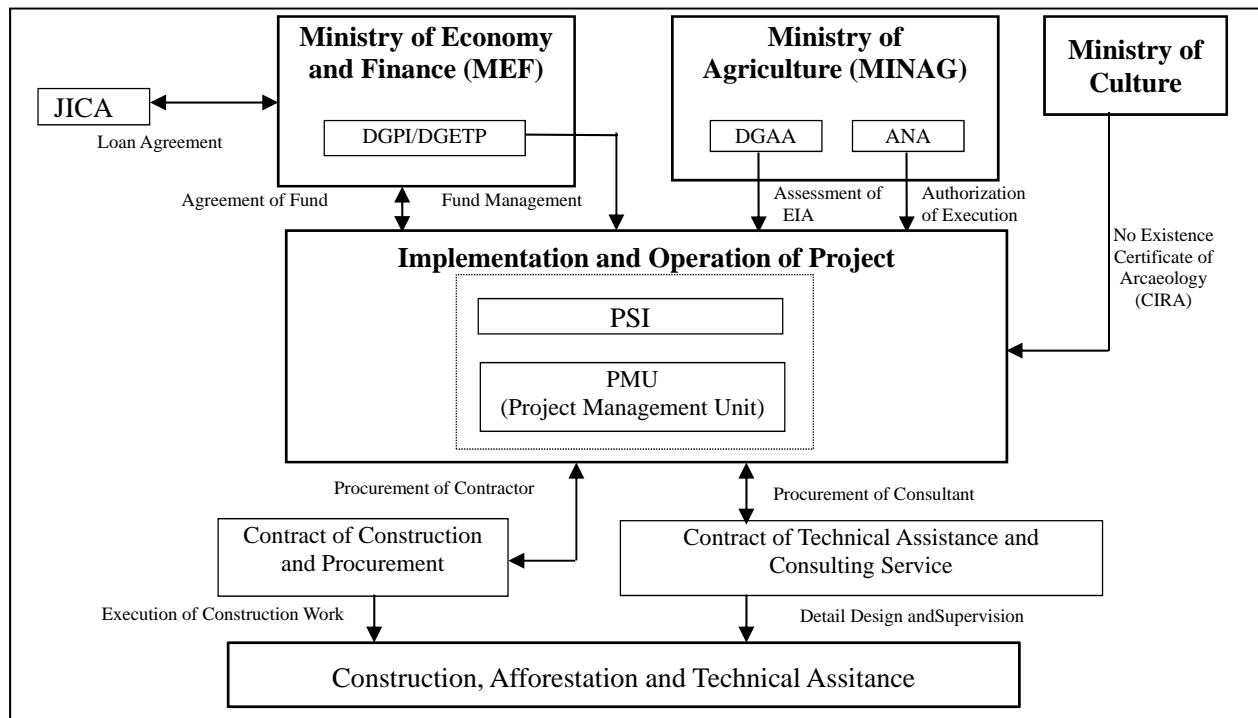 Ministry of Economy
and Finance (MEF)
Ministry of
Agriculture (MINAG)
Ministry of
Culture
JICA
Loan Agreement
DGPI/DGETP
DGAA
ANA
Agreement of Fund
Fund Management
Assessment of
EIA
Authorization
of Execution
No Existence
Certificate of
Arcaeology
(CIRA)
Implementation and Operation of Project
PSI
PMU
(Project Management Unit)
Procurement of Contractor
Procurement of Consultant
Contract of Construction
and Procurement
Contract of Technical Assistance and
Consulting Service
Execution of Construction Work
Detail Design andSupervision
Construction, Afforestation and Technical Assitance